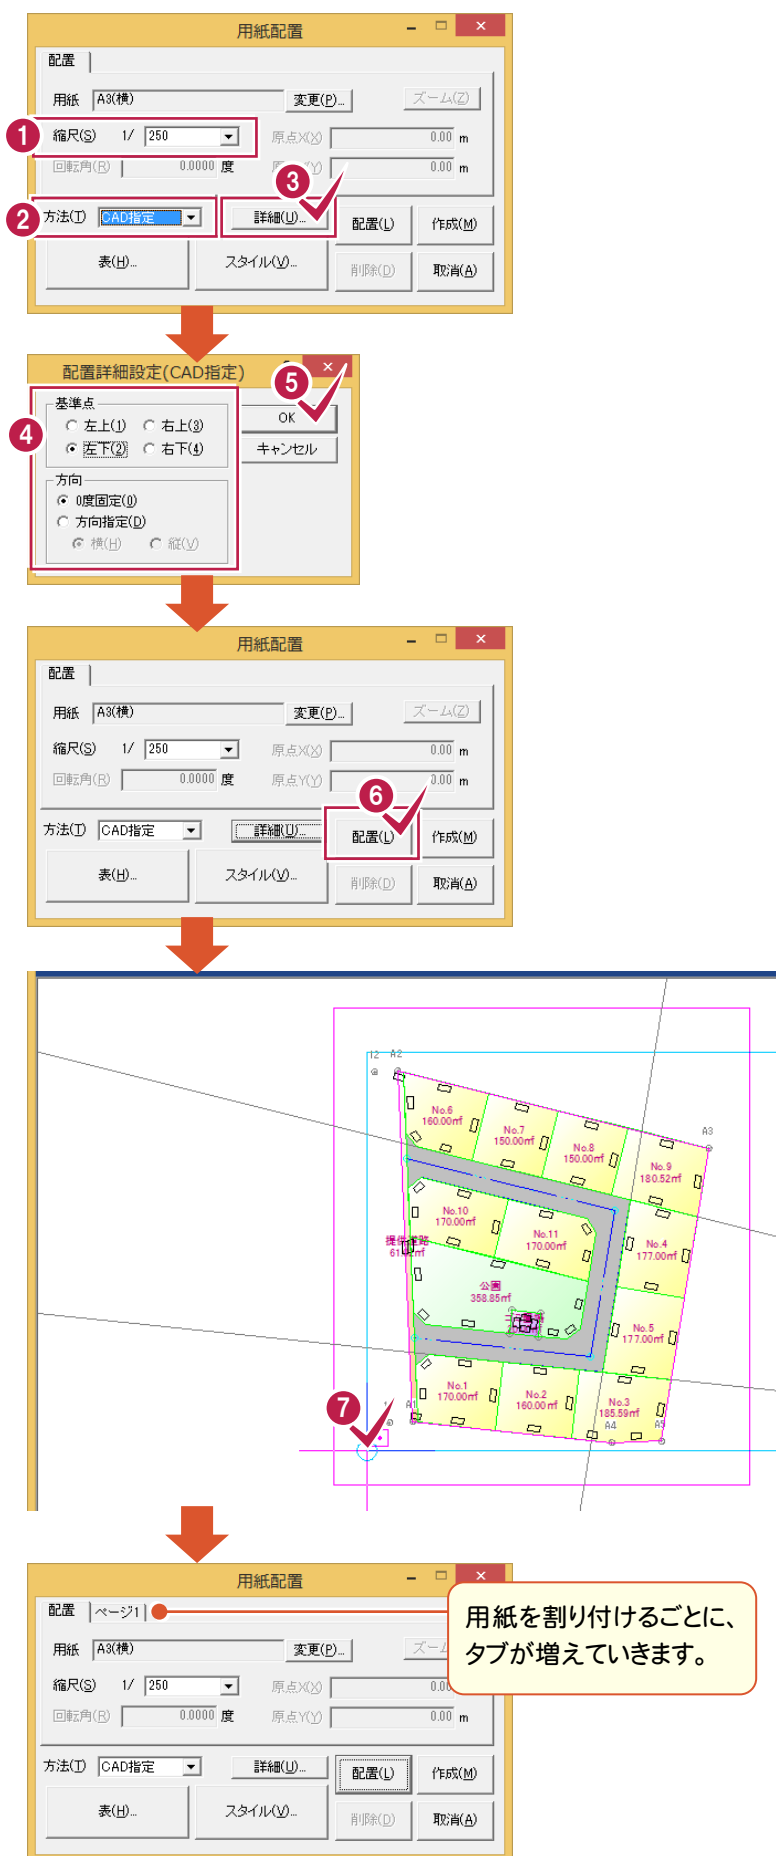 用紙配置
配置
用紙 A3(横) 変更(P)... ズーム(Z)
1 縮尺(S) 1/ 250 原点X(X) 0.00 m
回転角(R) 0.0000 度 0.00 m
3
2 方法(T) CAD指定 詳細(U)... 配置(L) 作成(M)
表(H)... スタイル(V)... 削除(D) 取消(A)
配置詳細設定(CAD指定)
5
基準点
4 左上(1) 右上(3) OK
左下(2) 右下(4) キャンセル
方向
0度固定(0)
方向指定(D)
横(H) 縦(V)
用紙配置
配置
用紙 A3(横) 変更(P)... ズーム(Z)
縮尺(S) 1/ 250 原点X(X) 0.00 m
回転角(R) 0.0000 度 原点Y(Y) 0.00 m
6
方法(T) CAD指定 詳細(U)... 配置(L) 作成(M)
表(H)... スタイル(V)... 削除(D) 取消(A)
12 A2
A3
No.6
160.00㎡
No.7
150.00㎡
No.8
150.00㎡
No.9
180.52㎡
No.10
170.00㎡
No.11
170.00㎡
No.4
177.00㎡
公園
358.85㎡
No.5
177.00㎡
No.1
170.00㎡
No.2
160.00㎡
No.3
185.59㎡
A1
A4
A5
7
用紙配置
配置 ページ1
用紙を割り付けるごとに、
タブが増えていきます。
用紙 A3(横) 変更(P)...
縮尺(S) 1/ 250 原点X(X)
回転角(R) 0.0000 度 原点Y(Y) 0.00 m
方法(T) CAD指定 詳細(U)... 配置(L) 作成(M)
表(H)... スタイル(V)... 削除(D) 取消(A)